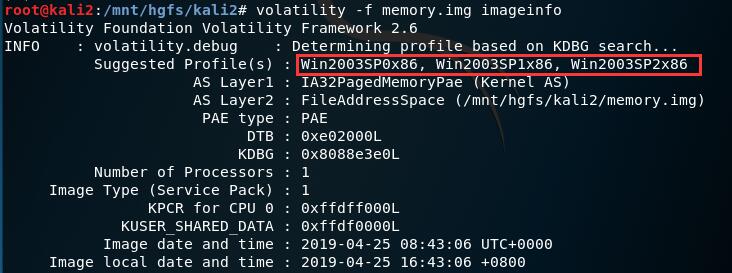 root@kali2:/mnt/hgfs/kali2# volatility -f memory.img imageinfo
Volatility Foundation Volatility Framework 2.6
INFO    : volatility.debug    : Determining profile based on KDBG search...
Suggested Profile(s) : Win2003SP0x86, Win2003SP1x86, Win2003SP2x86
AS Layer1 : IA32PagedMemoryPae (Kernel AS)
AS Layer2 : FileAddressSpace (/mnt/hgfs/kali2/memory.img)
PAE type : PAE
DTB : 0xe02000L
KDBG : 0x8088e3e0L
Number of Processors : 1
Image Type (Service Pack) : 1
KPCR for CPU 0 : 0xffdff000L
KUSER_SHARED_DATA : 0xffdf0000L
Image date and time : 2019-04-25 08:43:06 UTC+0000
Image local date and time : 2019-04-25 16:43:06 +0800